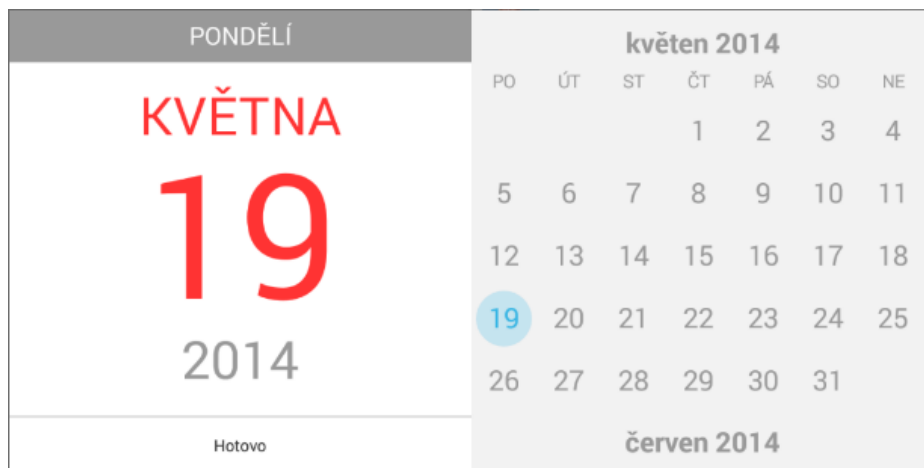 PONDĚLÍ
KVĚTNA
19
2014
Hotovo
květen 2014
PO ÚT ST ČT PÁ SO NE
1 2 3 4
5 6 7 8 9 10 11
12 13 14 15 16 17 18
19 20 21 22 23 24 25
26 27 28 29 30 31
červen 2014